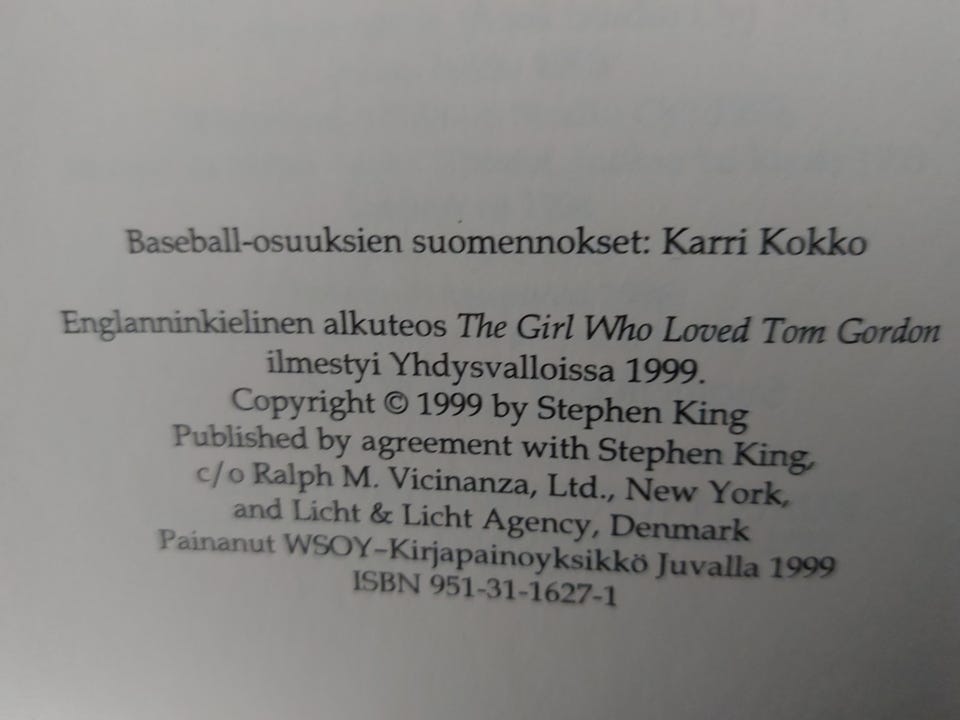 Baseball-osuuksien suomennokset: Karri Kokko
Englanninkielinen alkuteos The Girl Who Loved Tom Gordon
ilmestyi Yhdysvalloissa 1999.
Copyright © 1999 by Stephen King
Published by agreement with Stephen King,
c/o Ralph M. Vicinanza, Ltd., New York,
and Licht & Licht Agency, Denmark
Painanut WSOY–Kirjapainoyksikkö Juvalla 1999
ISBN 951-31-1627-1